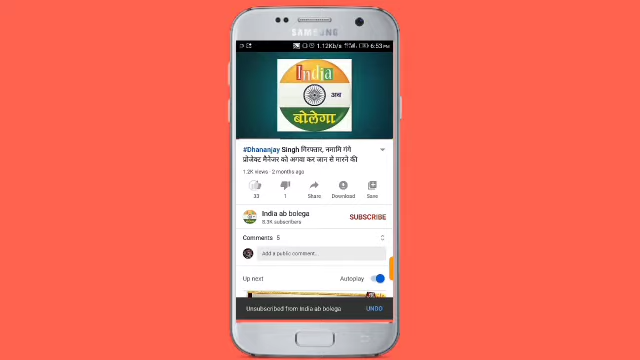 SAMSUNG
1.12Kb/s 6:53PM
India
अब
बोलेगा
#Dhananjay Singh गिरफ्तार, नमामि गंगे
प्रोजेक्ट मैनेजर को अगवा कर जान से मारने की
1.2K views · 2 months ago
33 1 Share Download Save
India ab bolega
8.3K subscribers
SUBSCRIBE
Comments 5
Add a public comment...
Up next Autoplay
Unsubscribed from India ab bolega UNDO